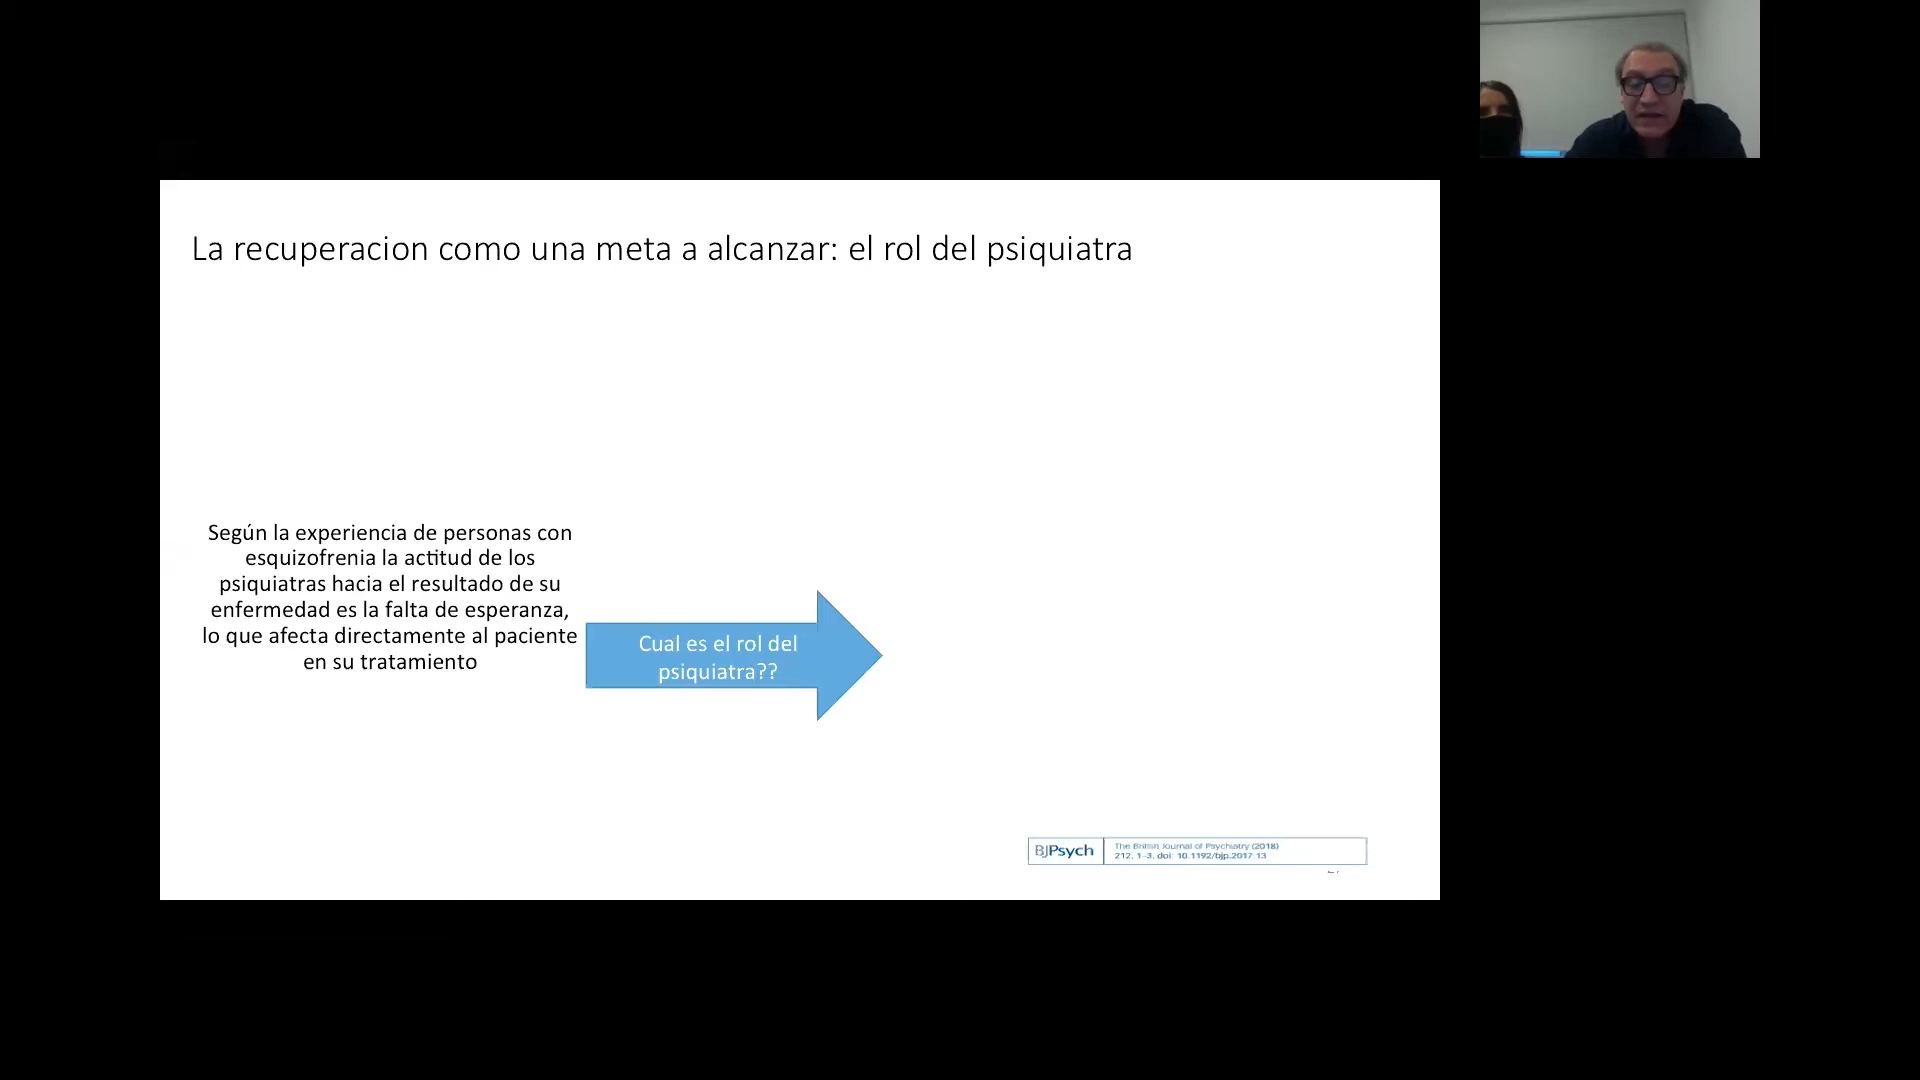 La recuperacion como una meta a alcanzar: el rol del psiquiatra
Según la experiencia de personas con
esquizofrenia la actitud de los
psiquiatras hacia el resultado de su
enfermedad es la falta de esperanza,
lo que afecta directamente al paciente
en su tratamiento
Cual es el rol del
psiquiatra??
BJPsych
The British Journal of Psychiatry (2018)
212, 1–3. doi: 10.1192/bjp.2017.13